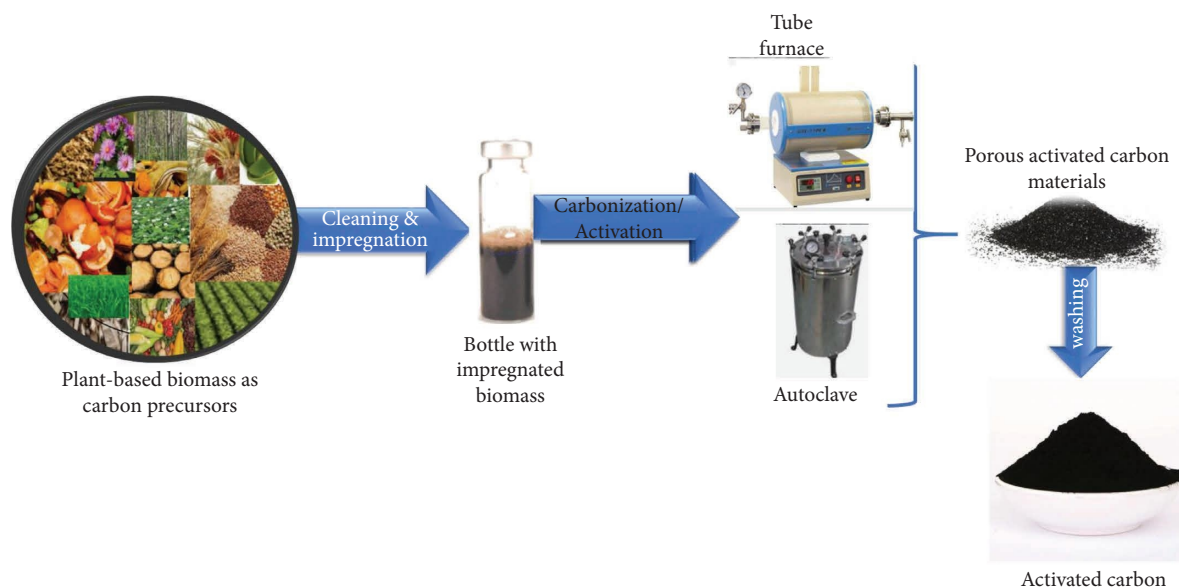 Plant-based biomass as
carbon precursors
Cleaning &
impregnation
Bottle with
impregnated
biomass
Carbonization/
Activation
Tube
furnace
Autoclave
Porous activated carbon
materials
washing
Activated carbon